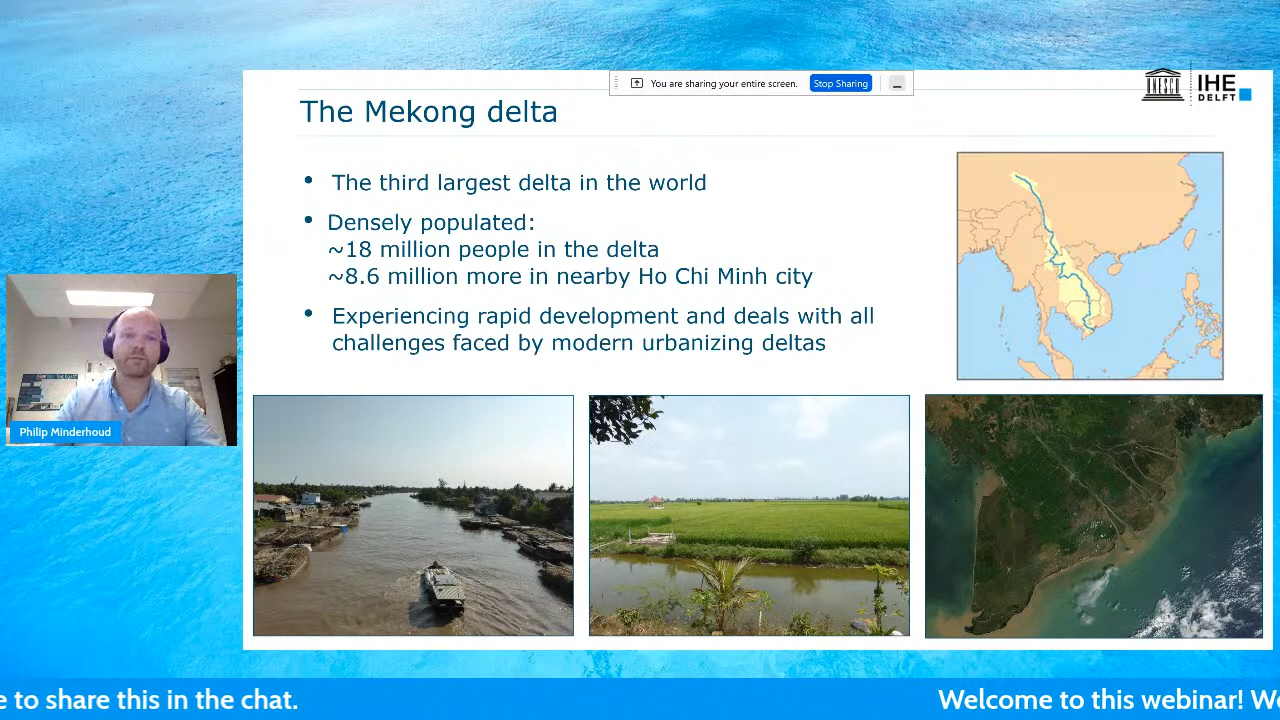 You are sharing your entire screen. Stop Sharing
UNESCO
IHE
DELFT
The Mekong delta
• The third largest delta in the world
• Densely populated:
~18 million people in the delta
~8.6 million more in nearby Ho Chi Minh city
• Experiencing rapid development and deals with all
challenges faced by modern urbanizing deltas
Philip Minderhoud
e to share this in the chat.
Welcome to this webinar! We